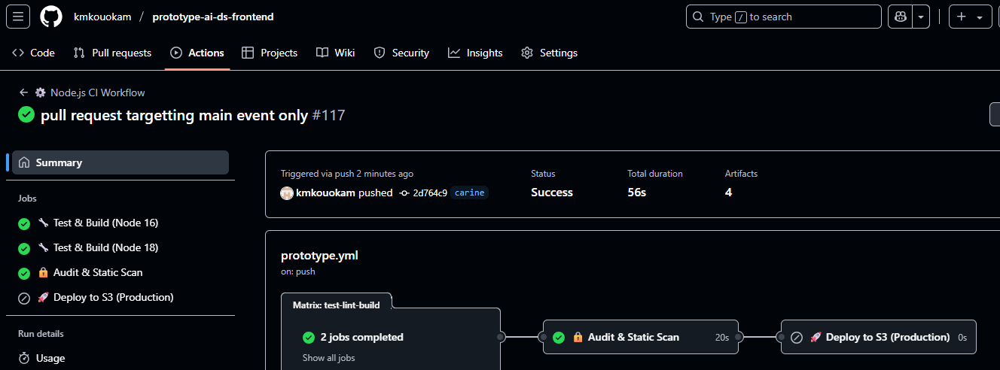 kmkouokam / prototype-ai-ds-frontend
Type / to search
Code Pull requests Actions Projects Wiki Security Insights Settings
Node.js CI Workflow
pull request targetting main event only #117
Summary
Jobs
Test & Build (Node 16)
Test & Build (Node 18)
Audit & Static Scan
Deploy to S3 (Production)
Run details
Usage
Triggered via push 2 minutes ago
kmkouokam pushed 2d764c9 carine
Status
Success
Total duration
56s
Artifacts
4
prototype.yml
on: push
Matrix: test-lint-build
2 jobs completed
Show all jobs
Audit & Static Scan 20s
Deploy to S3 (Production) 0s